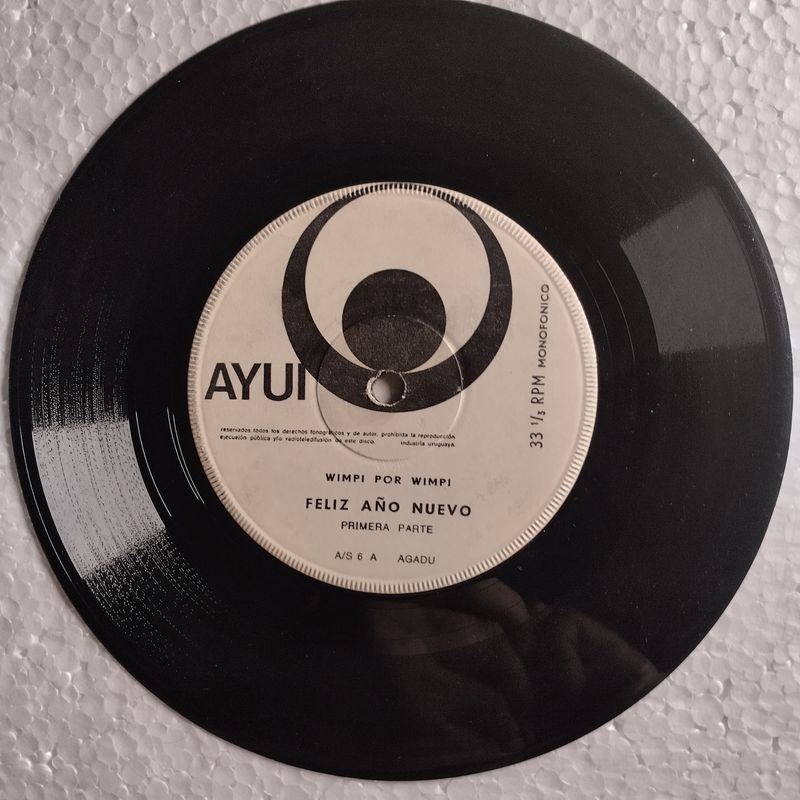 AYUI
33 1/3 RPM MONOFONICO
reservados todos los derechos fonográficos y de autor, prohibida la reproducción
ejecución pública y/o radioteledifusión de este disco. industria uruguaya.
WIMPI POR WIMPI
FELIZ AÑO NUEVO
PRIMERA PARTE
A/S 6 A AGADU